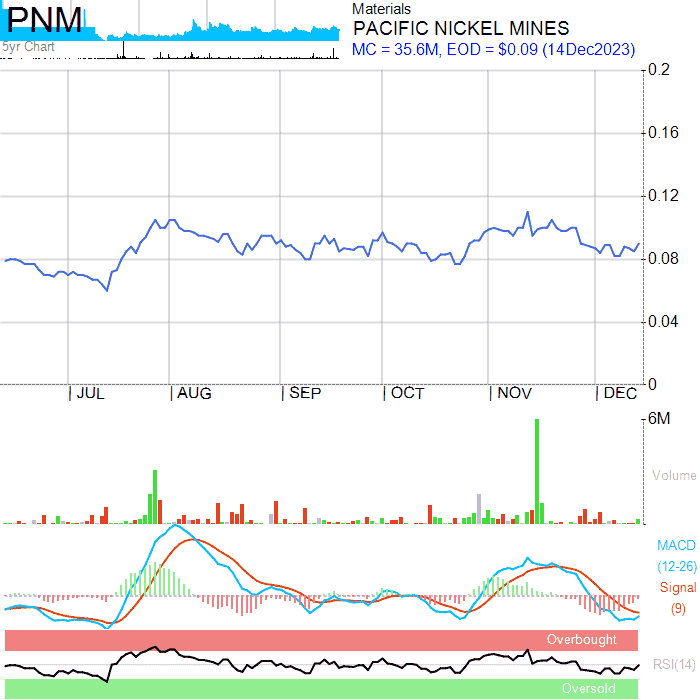 PNM
5yr Chart
Materials
PACIFIC NICKEL MINES
MC = 35.6M, EOD = $0.09 (14Dec2023)
0.2
0.16
0.12
0.08
0.04
0
JUL AUG SEP OCT NOV DEC
6M
Volume
MACD
(12-26)
Signal
(9)
Overbought
RSI(14)
Oversold